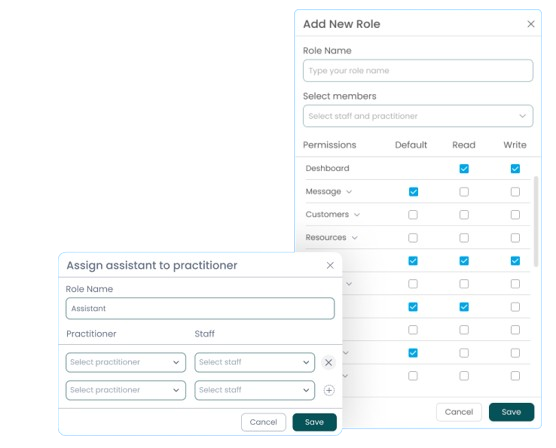 Add New Role
Role Name
Type your role name
Select members
Select staff and practitioner
Permissions Default Read Write
Deshboard
Message
Customers
Resources
Cancel Save
Assign assistant to practitioner
Role Name
Assistant
Practitioner Staff
Select practitioner Select staff
Select practitioner Select staff
Cancel Save